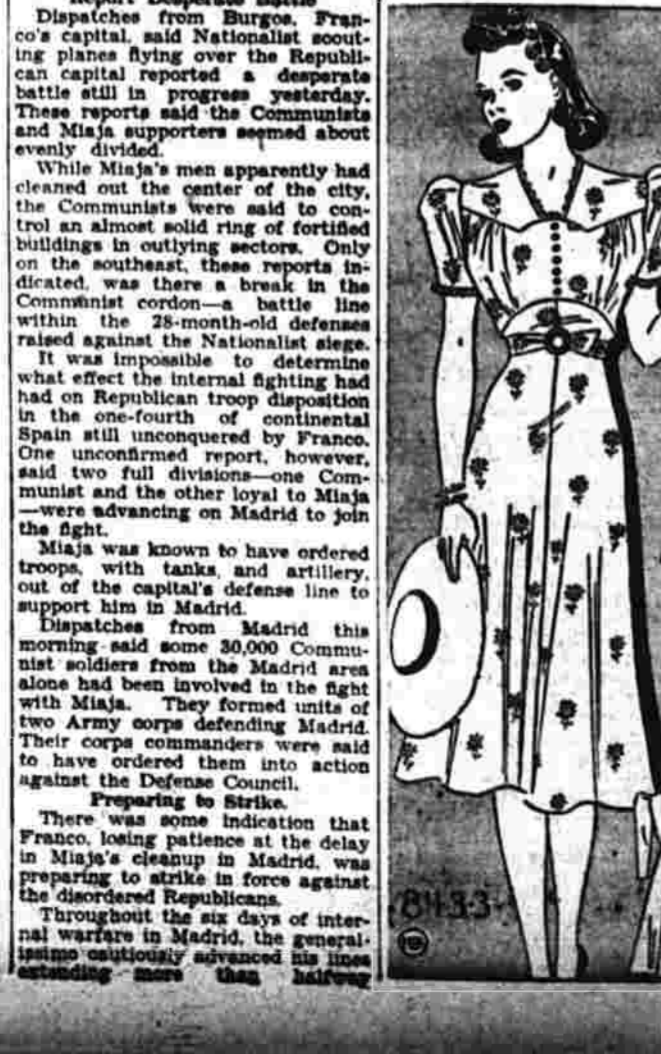 Report Desperate Battle
Dispatches from Burgos, Fran-
co's capital, said Nationalist scout-
ing planes flying over the Republi-
can capital reported a desperate
battle still in progress yesterday.
These reports said the Communists
and Miaja supporters seemed about
evenly divided.
While Miaja's men apparently had
cleaned out the center of the city,
the Communists were said to con-
trol an almost solid ring of fortified
buildings in outlying sectors. Only
on the southeast, these reports in-
dicated, was there a break in the
Communist cordon—a battle line
within the 28-month-old defenses
raised against the Nationalist siege.
It was impossible to determine
what effect the internal fighting had
had on Republican troop disposition
in the one-fourth of continental
Spain still unconquered by Franco.
One unconfirmed report, however,
said two full divisions—one Com-
munist and the other loyal to Miaja
—were advancing on Madrid to join
the fight.
Miaja was known to have ordered
troops, with tanks, and artillery,
out of the capital's defense line to
support him in Madrid.
Dispatches from Madrid this
morning said some 30,000 Commu-
nist soldiers from the Madrid area
alone had been involved in the fight
with Miaja. They formed units of
two Army corps defending Madrid.
Their corps commanders were said
to have ordered them into action
against the Defense Council.
Preparing to Strike.
There was some indication that
Franco, losing patience at the delay
in Miaja's cleanup in Madrid, was
preparing to strike in force against
the disordered Republicans.
Throughout the six days of inter-
nal warfare in Madrid, the general-
issimo cautiously advanced his lines
extending more than halfway
8433